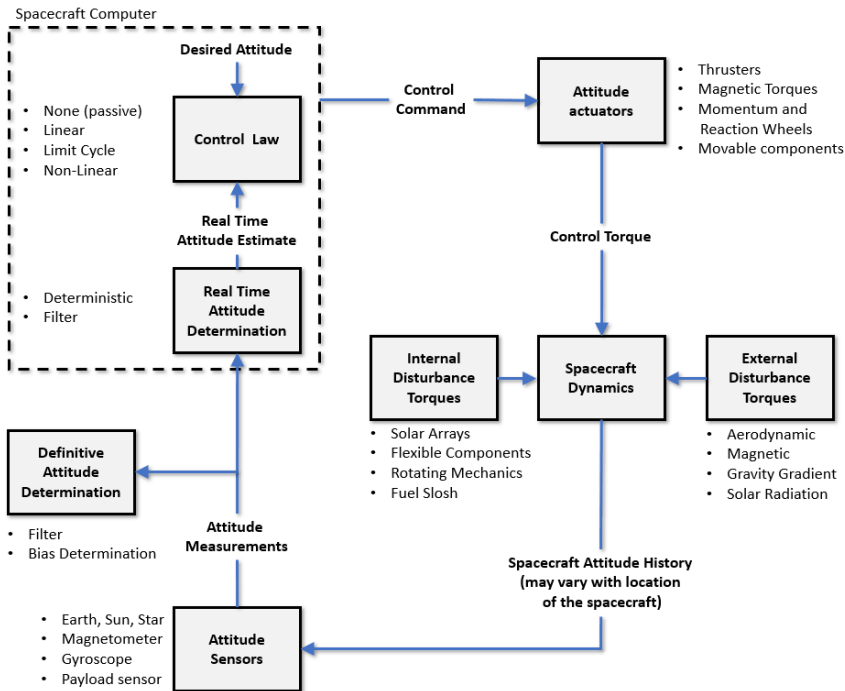 Spacecraft Computer
Desired Attitude
• None (passive)
• Linear
• Limit Cycle
• Non-Linear
Control Law
Control
Command
Attitude
actuators
• Thrusters
• Magnetic Torques
• Momentum and
Reaction Wheels
• Movable components
Real Time
Attitude Estimate
Control Torque
• Deterministic
• Filter
Real Time
Attitude
Determination
Internal
Disturbance
Torques
Spacecraft
Dynamics
External
Disturbance
Torques
• Solar Arrays
• Flexible Components
• Rotating Mechanics
• Fuel Slosh
• Aerodynamic
• Magnetic
• Gravity Gradient
• Solar Radiation
Definitive
Attitude
Determination
• Filter
• Bias Determination
Attitude
Measurements
Spacecraft Attitude History
(may vary with location
of the spacecraft)
• Earth, Sun, Star
• Magnetometer
• Gyroscope
• Payload sensor
Attitude
Sensors